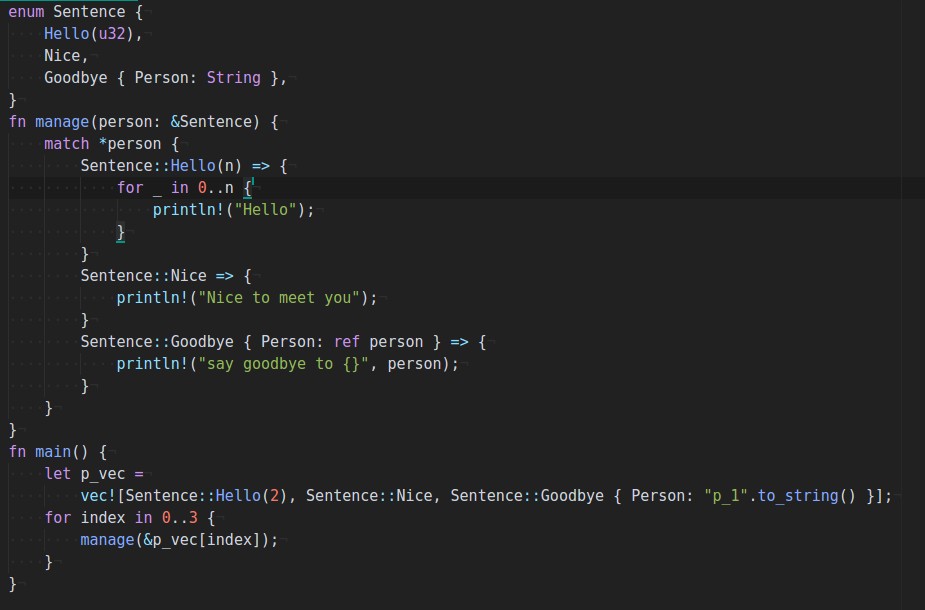 enum Sentence {
    Hello(u32),
    Nice,
    Goodbye { Person: String },
}
fn manage(person: &Sentence) {
    match *person {
        Sentence::Hello(n) => {
            for _ in 0..n {
                println!("Hello");
            }
        }
        Sentence::Nice => {
            println!("Nice to meet you");
        }
        Sentence::Goodbye { Person: ref person } => {
            println!("say goodbye to {}", person);
        }
    }
}
fn main() {
    let p_vec =
        vec![Sentence::Hello(2), Sentence::Nice, Sentence::Goodbye { Person: "p_1".to_string() }];
    for index in 0..3 {
        manage(&p_vec[index]);
    }
}